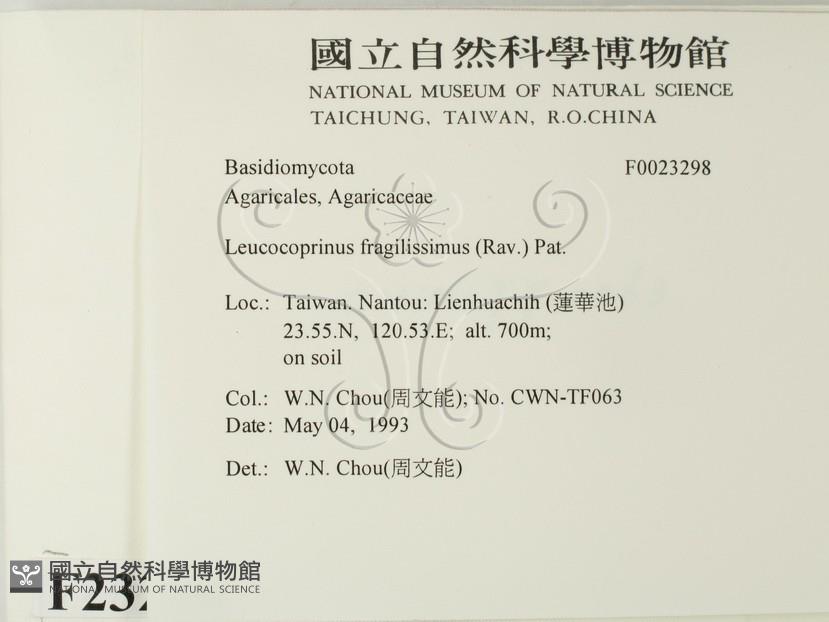 國立自然科學博物館
NATIONAL MUSEUM OF NATURAL SCIENCE
TAICHUNG, TAIWAN, R.O.CHINA
Basidiomycota F0023298
Agaricales, Agaricaceae
Leucocoprinus fragilissimus (Rav.) Pat.
Loc.: Taiwan. Nantou: Lienhuachih (蓮華池)
23.55.N, 120.53.E; alt. 700m;
on soil
Col.: W.N. Chou(周文能); No. CWN-TF063
Date: May 04, 1993
Det.: W.N. Chou(周文能)
國立自然科學博物館
NATIONAL MUSEUM OF NATURAL SCIENCE